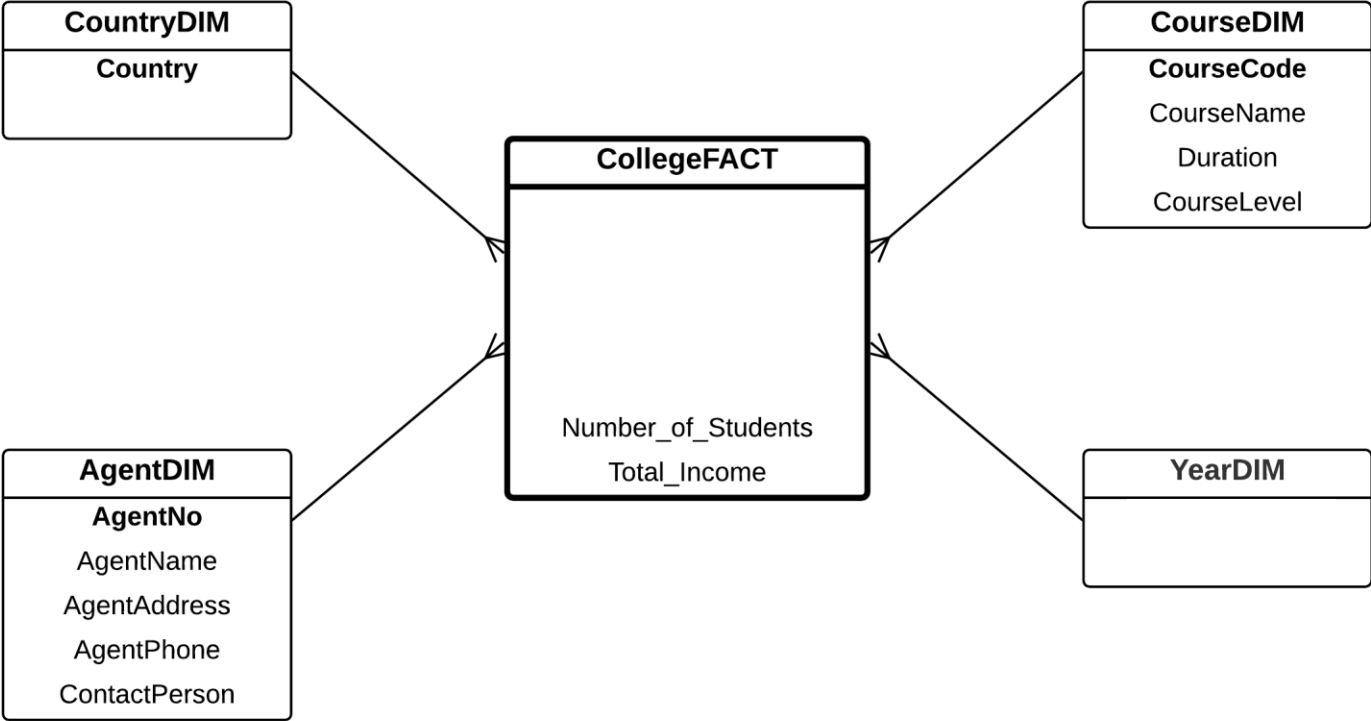 CountryDIM
Country
CourseDIM
CourseCode
CourseName
Duration
CourseLevel
CollegeFACT
Number_of_Students
Total_Income
AgentDIM
AgentNo
AgentName
AgentAddress
AgentPhone
ContactPerson
YearDIM